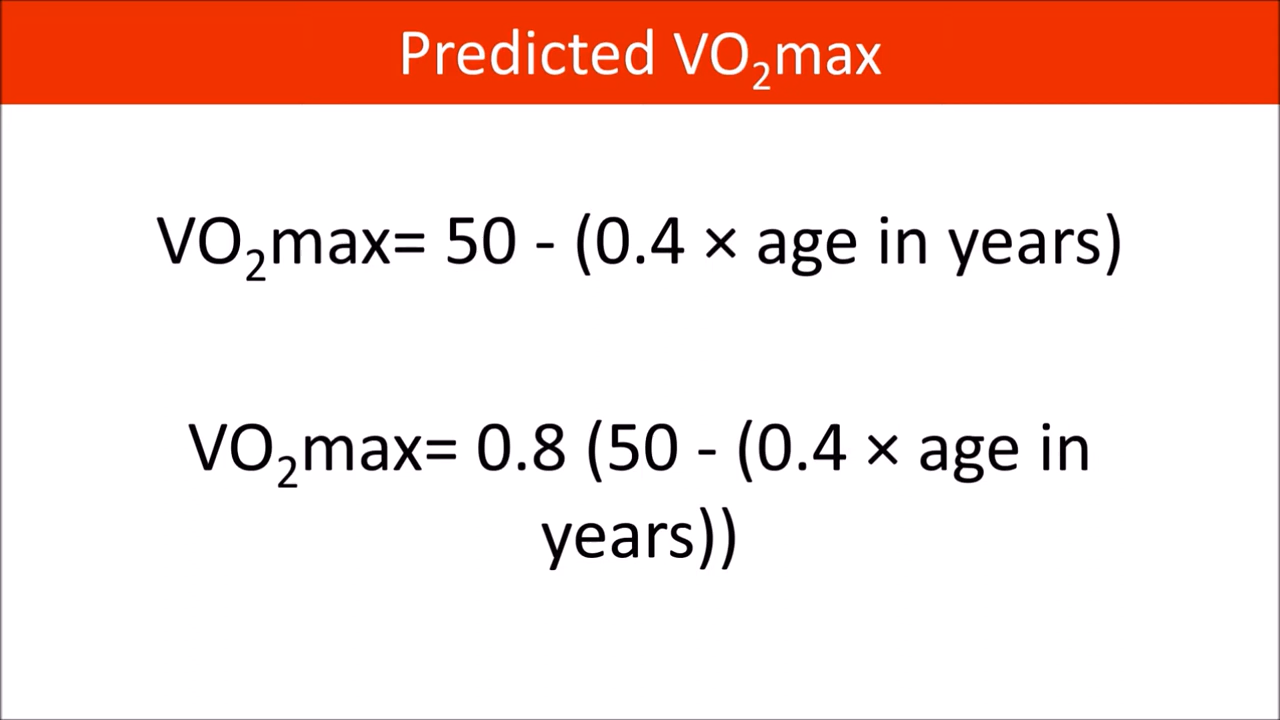 Predicted VO₂max
VO₂max= 50 - (0.4 × age in years)
VO₂max= 0.8 (50 - (0.4 × age in
years))